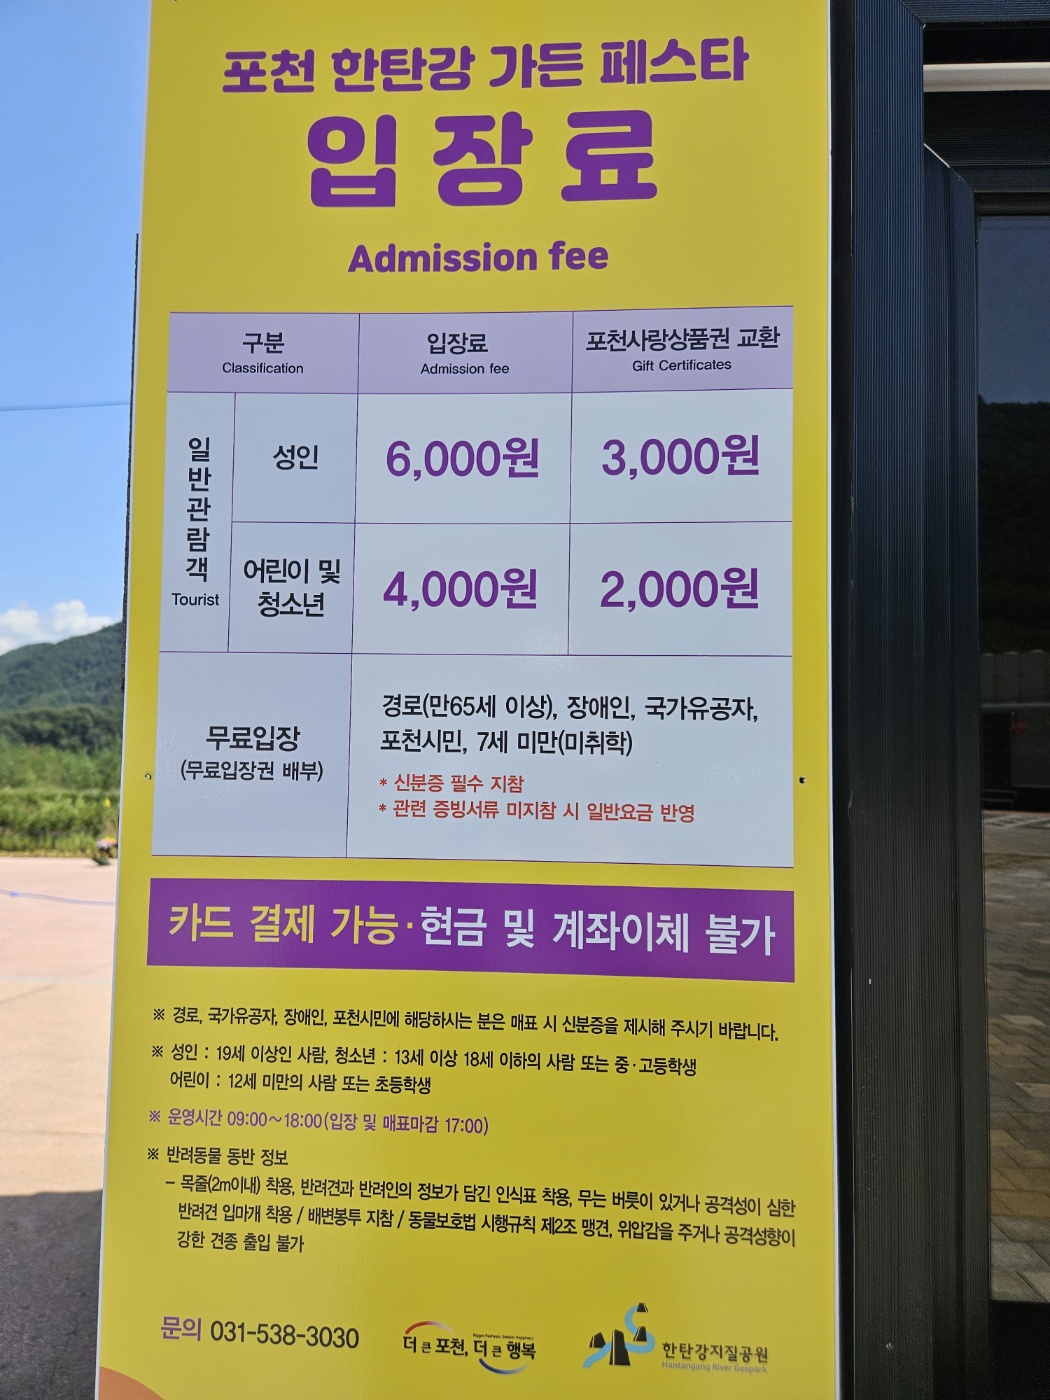 포천 한탄강 가든 페스타
입장료
Admission fee
구분
Classification
입장료
Admission fee
포천사랑상품권 교환
Gift Certificates
일반관람객
Tourist
성인
6,000원
3,000원
어린이 및
청소년
4,000원
2,000원
무료입장
(무료입장권 배부)
경로(만65세 이상), 장애인, 국가유공자,
포천시민, 7세 미만(미취학)
* 신분증 필수 지참
* 관련 증빙서류 미지참 시 일반요금 반영
카드 결제 가능·현금 및 계좌이체 불가
※ 경로, 국가유공자, 장애인, 포천시민에 해당하시는 분은 매표 시 신분증을 제시해 주시기 바랍니다.
※ 성인 : 19세 이상인 사람, 청소년 : 13세 이상 18세 이하의 사람 또는 중·고등학생
어린이 : 12세 미만의 사람 또는 초등학생
※ 운영시간 09:00~18:00(입장 및 매표마감 17:00)
※ 반려동물 동반 정보
- 목줄(2m이내) 착용, 반려견과 반려인의 정보가 담긴 인식표 착용, 무는 버릇이 있거나 공격성이 심한
반려견 입마개 착용 / 배변봉투 지참 / 동물보호법 시행규칙 제2조 맹견, 위압감을 주거나 공격성향이
강한 견종 출입 불가
문의 031-538-3030
Bigger Pocheon, Greater Happiness
더 큰 포천, 더 큰 행복
한탄강지질공원
Hantangang River Geopark